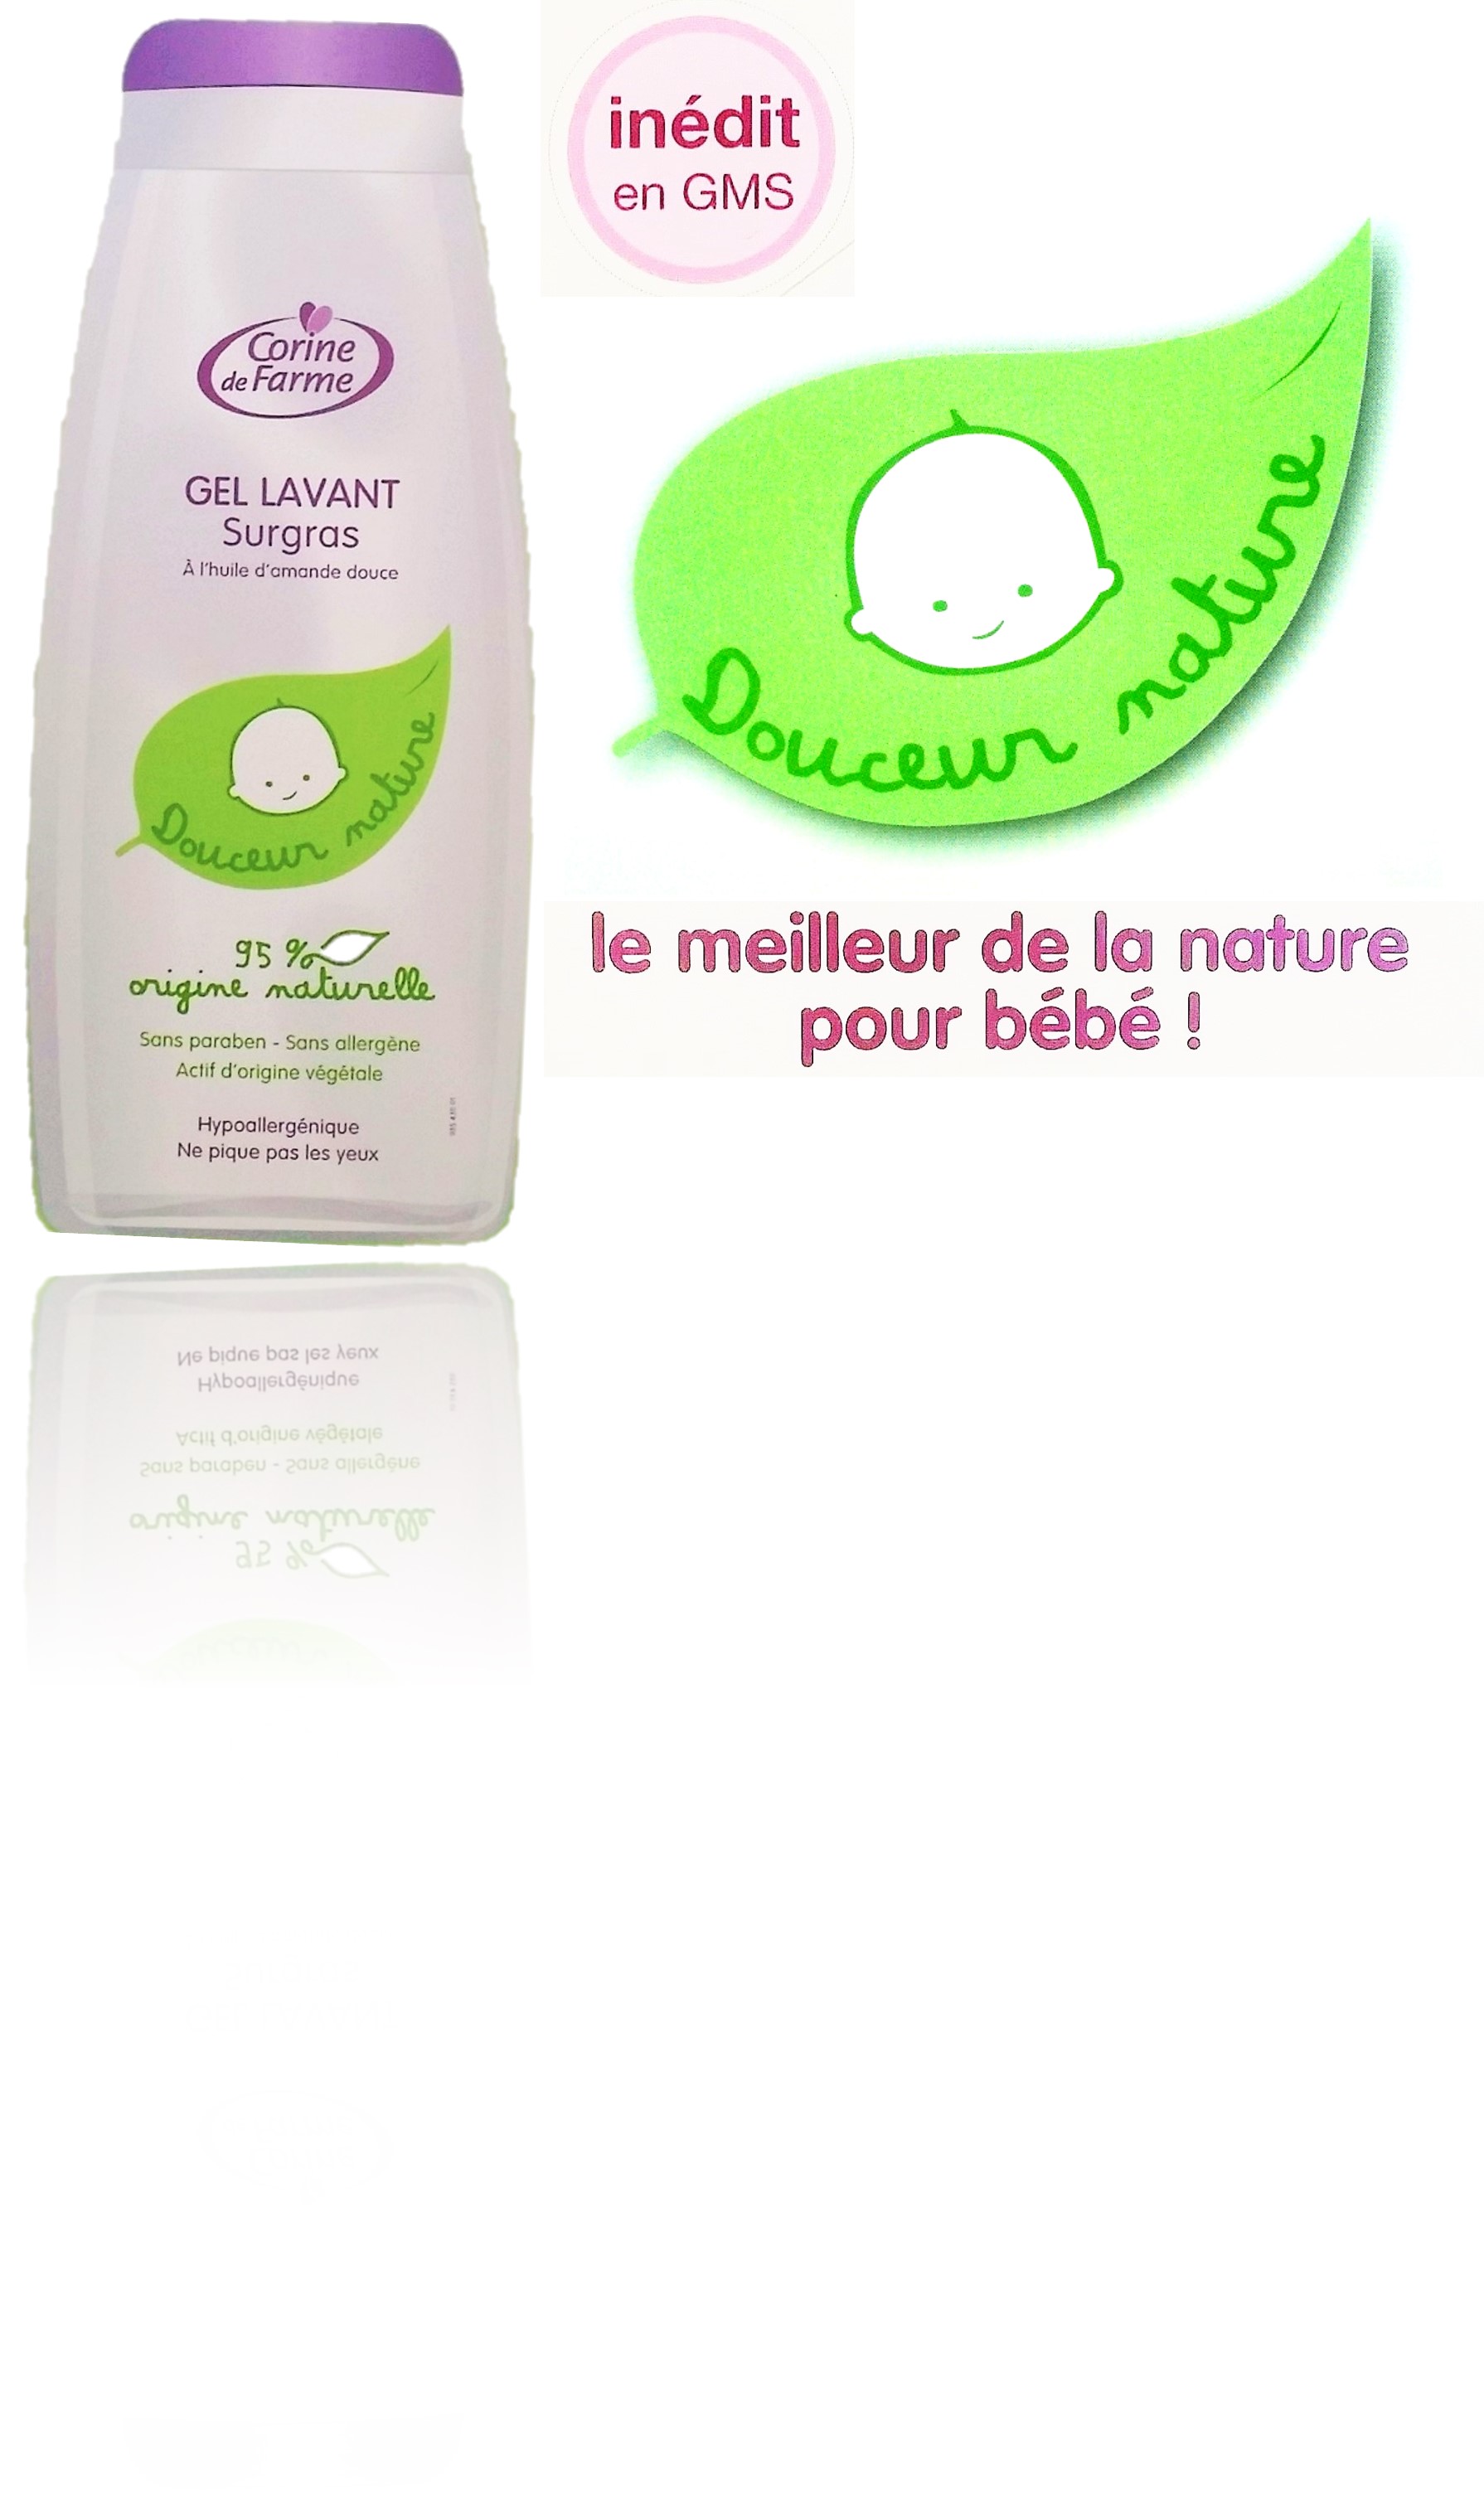 Corine
de Farme
GEL LAVANT
Surgras
À l'huile d'amande douce
Douceur nature
95 %
origine naturelle
Sans paraben - Sans allergène
Actif d'origine végétale
Hypoallergénique
Ne pique pas les yeux
inédit
en GMS
Douceur nature
le meilleur de la nature
pour bébé !